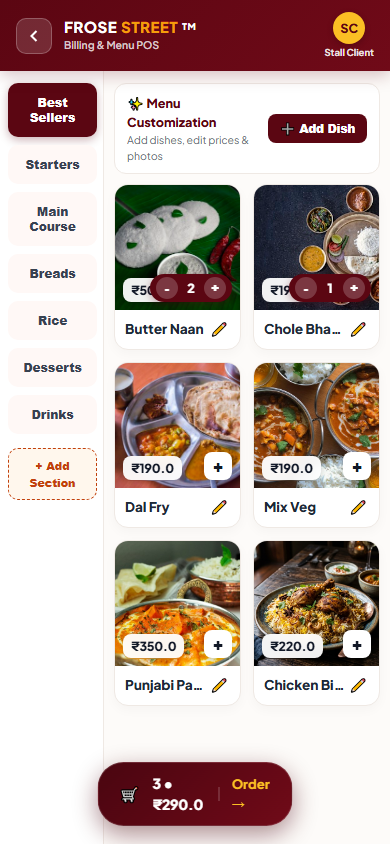 FROSE STREET ™
Billing & Menu POS
SC
Stall Client
Best
Sellers
Starters
Main
Course
Breads
Rice
Desserts
Drinks
+ Add
Section
✨ Menu
Customization
Add dishes, edit prices &
photos
+ Add Dish
- 2 +
Butter Naan
- 1 +
Chole Bha...
₹190.0 +
Dal Fry
₹190.0 +
Mix Veg
₹350.0 +
Punjabi Pa...
₹220.0 +
Chicken Bi...
3 •
₹290.0
Order
→